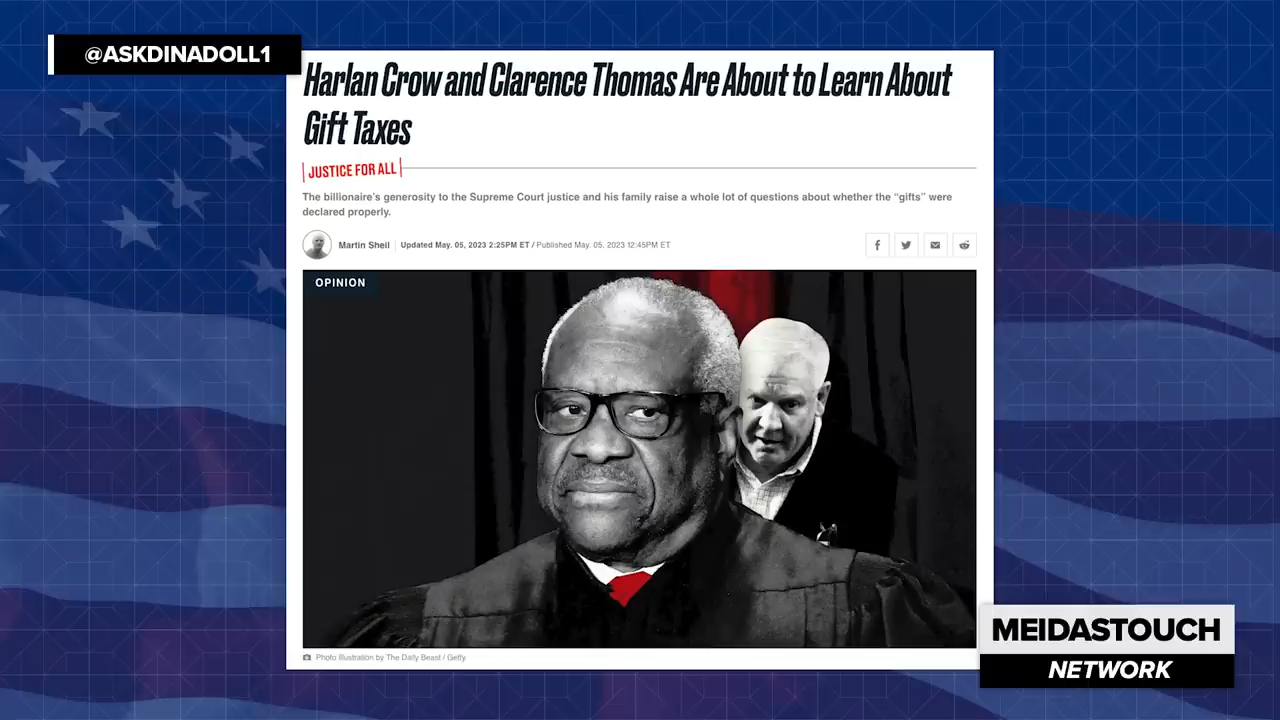 @ASKDINADOLL1
Harlan Crow and Clarence Thomas Are About to Learn About
Gift Taxes
JUSTICE FOR ALL
The billionaire's generosity to the Supreme Court justice and his family raise a whole lot of questions about whether the “gifts” were
declared properly.
Martin Sheil
Updated May. 05, 2023 2:25PM ET / Published May. 05, 2023 12:45PM ET
OPINION
Photo Illustration by The Daily Beast / Getty
MEIDASTOUCH
NETWORK